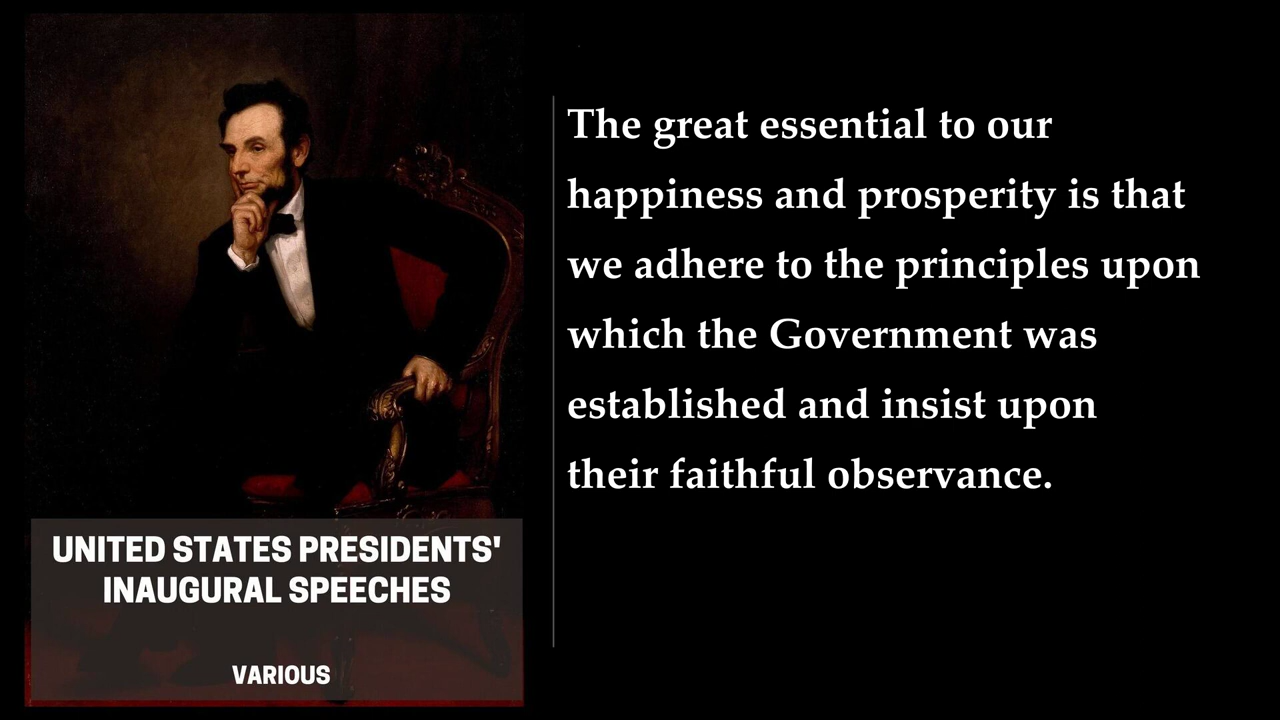 The great essential to our
happiness and prosperity is that
we adhere to the principles upon
which the Government was
established and insist upon
their faithful observance.
UNITED STATES PRESIDENTS'
INAUGURAL SPEECHES
VARIOUS